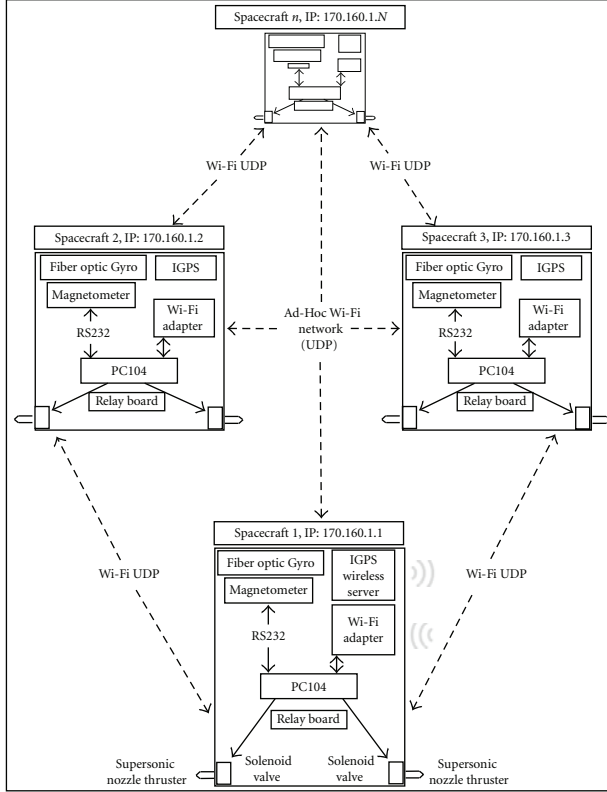 Spacecraft n, IP: 170.160.1.N
Wi-Fi UDP
Wi-Fi UDP
Spacecraft 2, IP: 170.160.1.2
Fiber optic Gyro
IGPS
Magnetometer
RS232
Wi-Fi
adapter
PC104
Relay board
Ad-Hoc Wi-Fi
network
(UDP)
Spacecraft 3, IP: 170.160.1.3
Fiber optic Gyro
IGPS
Magnetometer
RS232
Wi-Fi
adapter
PC104
Relay board
Wi-Fi UDP
Wi-Fi UDP
Spacecraft 1, IP: 170.160.1.1
Fiber optic Gyro
IGPS
wireless
server
Magnetometer
RS232
Wi-Fi
adapter
PC104
Relay board
Supersonic
nozzle thruster
Solenoid
valve
Solenoid
valve
Supersonic
nozzle thruster